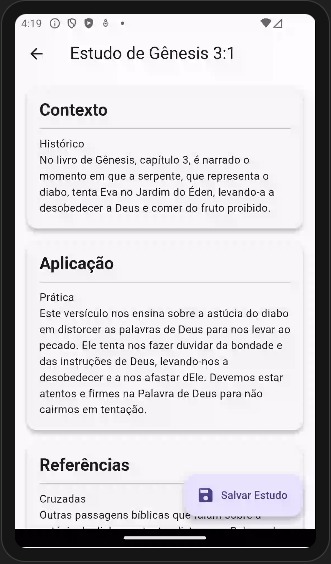 4:19
Estudo de Gênesis 3:1
Contexto
Histórico
No livro de Gênesis, capítulo 3, é narrado o
momento em que a serpente, que representa o
diabo, tenta Eva no Jardim do Éden, levando-a a
desobedecer a Deus e comer do fruto proibido.
Aplicação
Prática
Este versículo nos ensina sobre a astúcia do diabo
em distorcer as palavras de Deus para nos levar ao
pecado. Ele tenta nos fazer duvidar da bondade e
das instruções de Deus, levando-nos a
desobedecer e a nos afastar dEle. Devemos estar
atentos e firmes na Palavra de Deus para não
cairmos em tentação.
Referências
Cruzadas
Salvar Estudo
Outras passagens bíblicas que falam sobre a